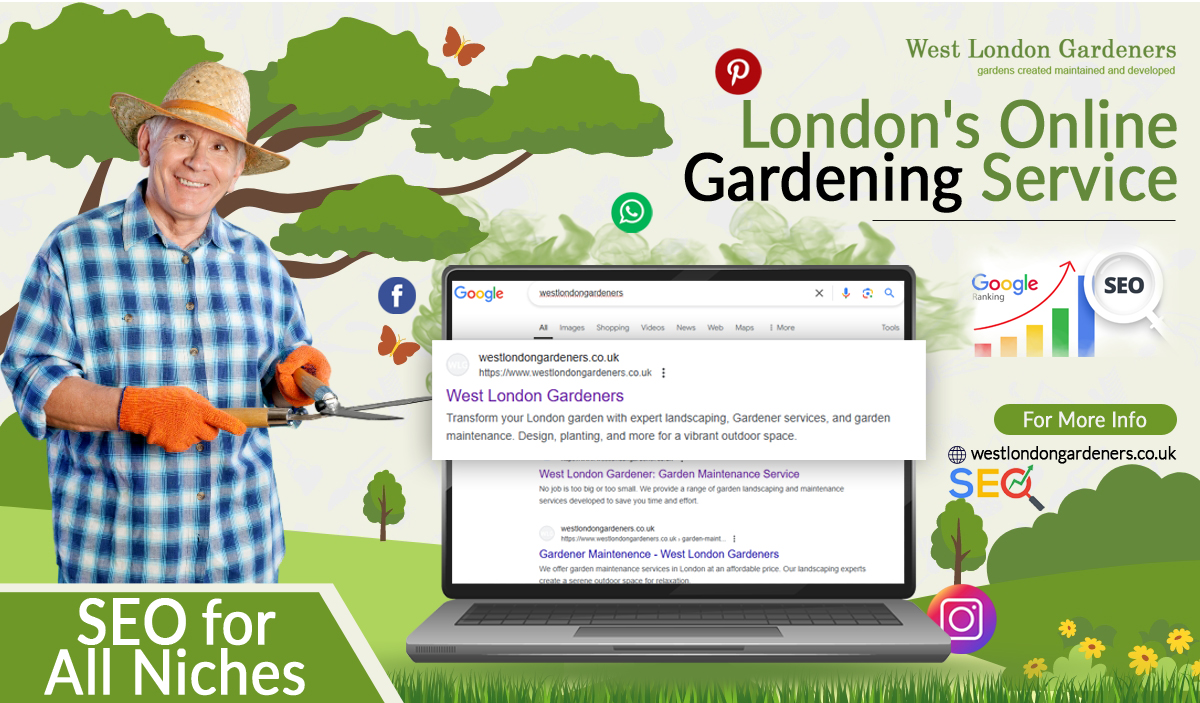 West London Gardeners
gardens created maintained and developed
London's Online
Gardening Service
Google
Ranking
SEO
For More Info
westlondongardeners.co.uk
SEO
Google
westlondongardeners
All Images Shopping Videos News Web Maps More Tools
westlondongardeners.co.uk
https://www.westlondongardeners.co.uk
West London Gardeners
Transform your London garden with expert landscaping, Gardener services, and garden
maintenance. Design, planting, and more for a vibrant outdoor space.
West London Gardener: Garden Maintenance Service
No job is too big or too small. We provide a range of garden landscaping and maintenance
services developed to save you time and effort.
westlondongardeners.co.uk
https://www.westlondongardeners.co.uk › garden-maint...
Gardener Maintenence - West London Gardeners
We offer garden maintenance services in London at an affordable price. Our landscaping experts
create a serene outdoor space for relaxation.
SEO for
All Niches